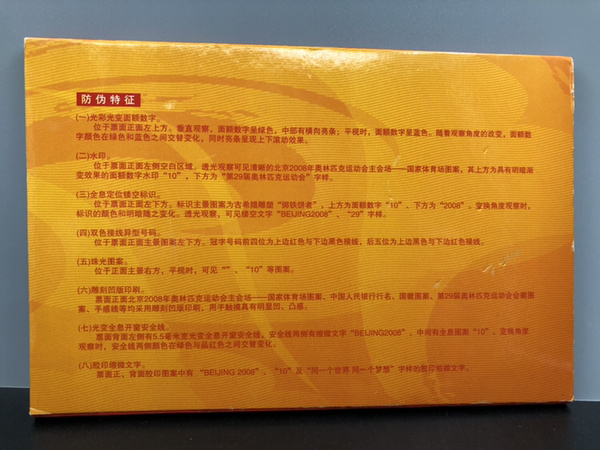 防伪特征
(一)光彩光变面额数字。
位于票面正面左上方。垂直观察，面额数字呈绿色，中部有横向亮条；平视时，面额数字呈蓝色。随着观察角度的改变，面额数
字颜色在绿色和蓝色之间交替变化，同时亮条呈现上下滚动效果。
(二)水印。
位于票面正面左侧空白区域。透光观察可见清晰的北京2008年奥林匹克运动会主会场——国家体育场图案，其上方为具有明暗渐
变效果的面额数字水印“10”，下方为“第29届奥林匹克运动会”字样。
(三)全息定位镂空标识。
位于票面正面左下方。标识主景图案为古希腊雕塑“掷铁饼者”，上方为面额数字“10”、下方为“2008”。变换角度观察时，
标识的颜色和明暗随之变化。透光观察，可见镂空文字“BEIJING2008”、“29”字样。
(四)双色接线异型号码。
位于票面正面主景图案左下方。冠字号码前四位为上边红色与下边黑色接线，后五位为上边黑色与下边红色接线。
(五)珠光图案。
位于正面主景右方，平视时，可见“”、“10”等图案。
(六)雕刻凹版印刷。
票面正面北京2008年奥林匹克运动会主会场——国家体育场图案、中国人民银行行名、国徽图案、第29届奥林匹克运动会会徽图
案、手感线等均采用雕刻凹版印刷，用手触摸具有明显凹、凸感。
(七)光变全息开窗安全线。
票面背面左侧有5.5毫米宽光变全息开窗安全线，安全线两侧有缩微文字“BEIJING2008”，中间有全息图案“10”。变换角度
观察时，安全线两侧颜色在绿色与晶红色之间交替变化。
(八)胶印缩微文字。
票面正、背面胶印图案中有“BEIJING 2008”、“10”及“同一个世界 同一个梦想”字样的胶印缩微文字。